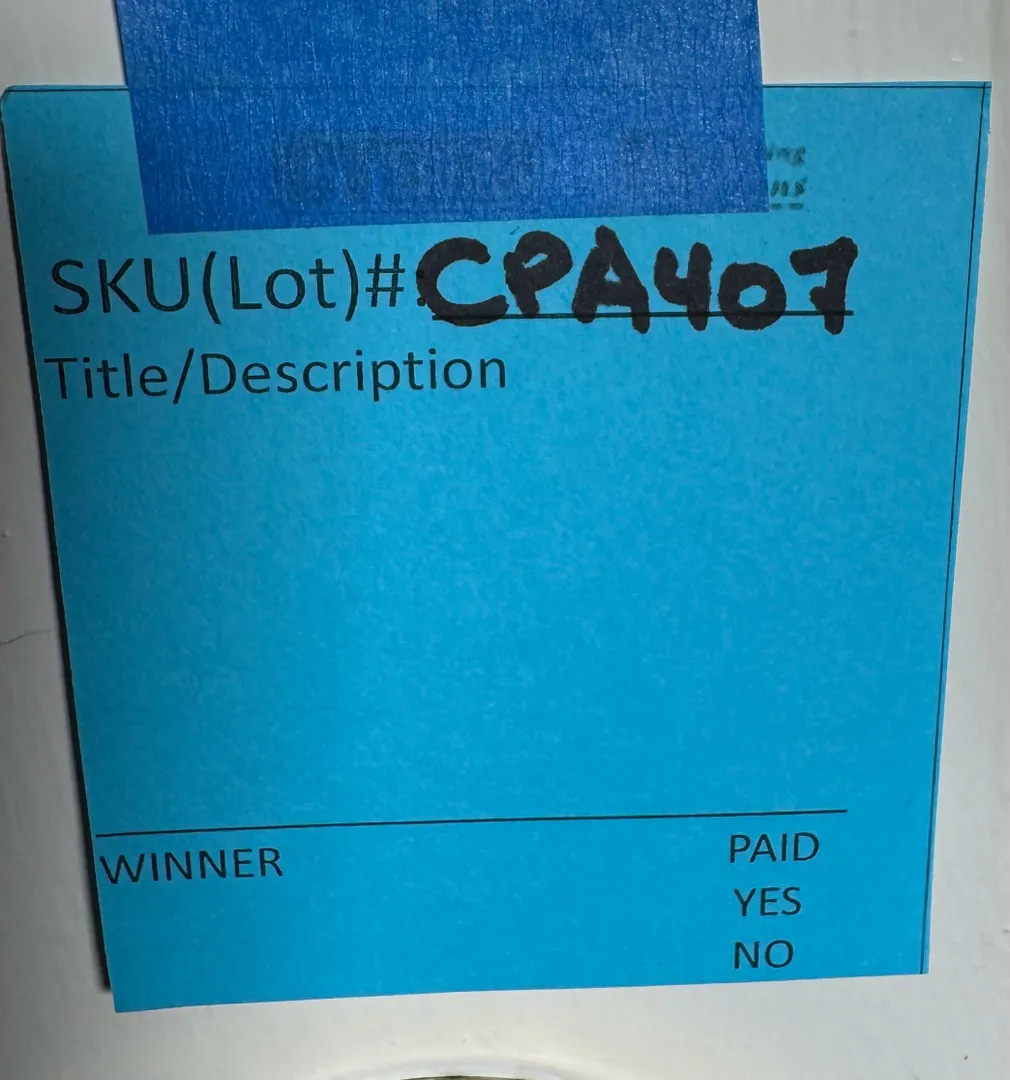 SKU(Lot)#:CPA407
Title/Description
WINNER
PAID
YES
NO